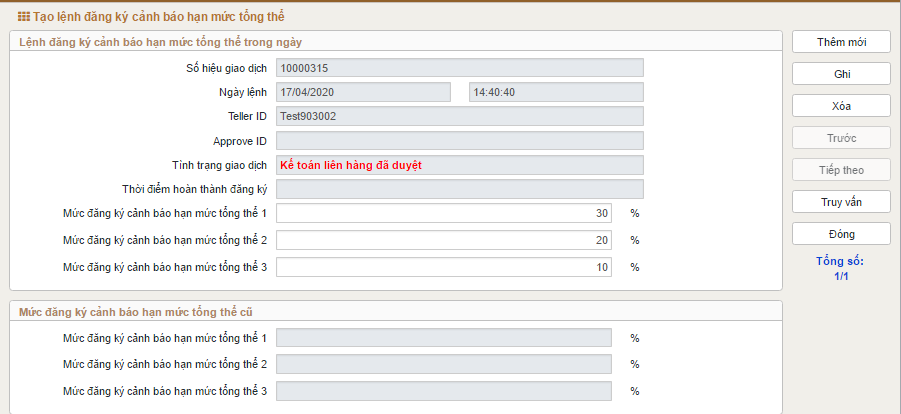 Tạo lệnh đăng ký cảnh báo hạn mức tổng thể
Lệnh đăng ký cảnh báo hạn mức tổng thể trong ngày
Số hiệu giao dịch 10000315
Ngày lệnh 17/04/2020 14:40:40
Teller ID Test903002
Approve ID
Tình trạng giao dịch Kế toán liên hàng đã duyệt
Thời điểm hoàn thành đăng ký
Mức đăng ký cảnh báo hạn mức tổng thể 1 30 %
Mức đăng ký cảnh báo hạn mức tổng thể 2 20 %
Mức đăng ký cảnh báo hạn mức tổng thể 3 10 %
Mức đăng ký cảnh báo hạn mức tổng thể cũ
Mức đăng ký cảnh báo hạn mức tổng thể 1 %
Mức đăng ký cảnh báo hạn mức tổng thể 2 %
Mức đăng ký cảnh báo hạn mức tổng thể 3 %
Thêm mới
Ghi
Xóa
Trước
Tiếp theo
Truy vấn
Đóng
Tổng số:
1/1